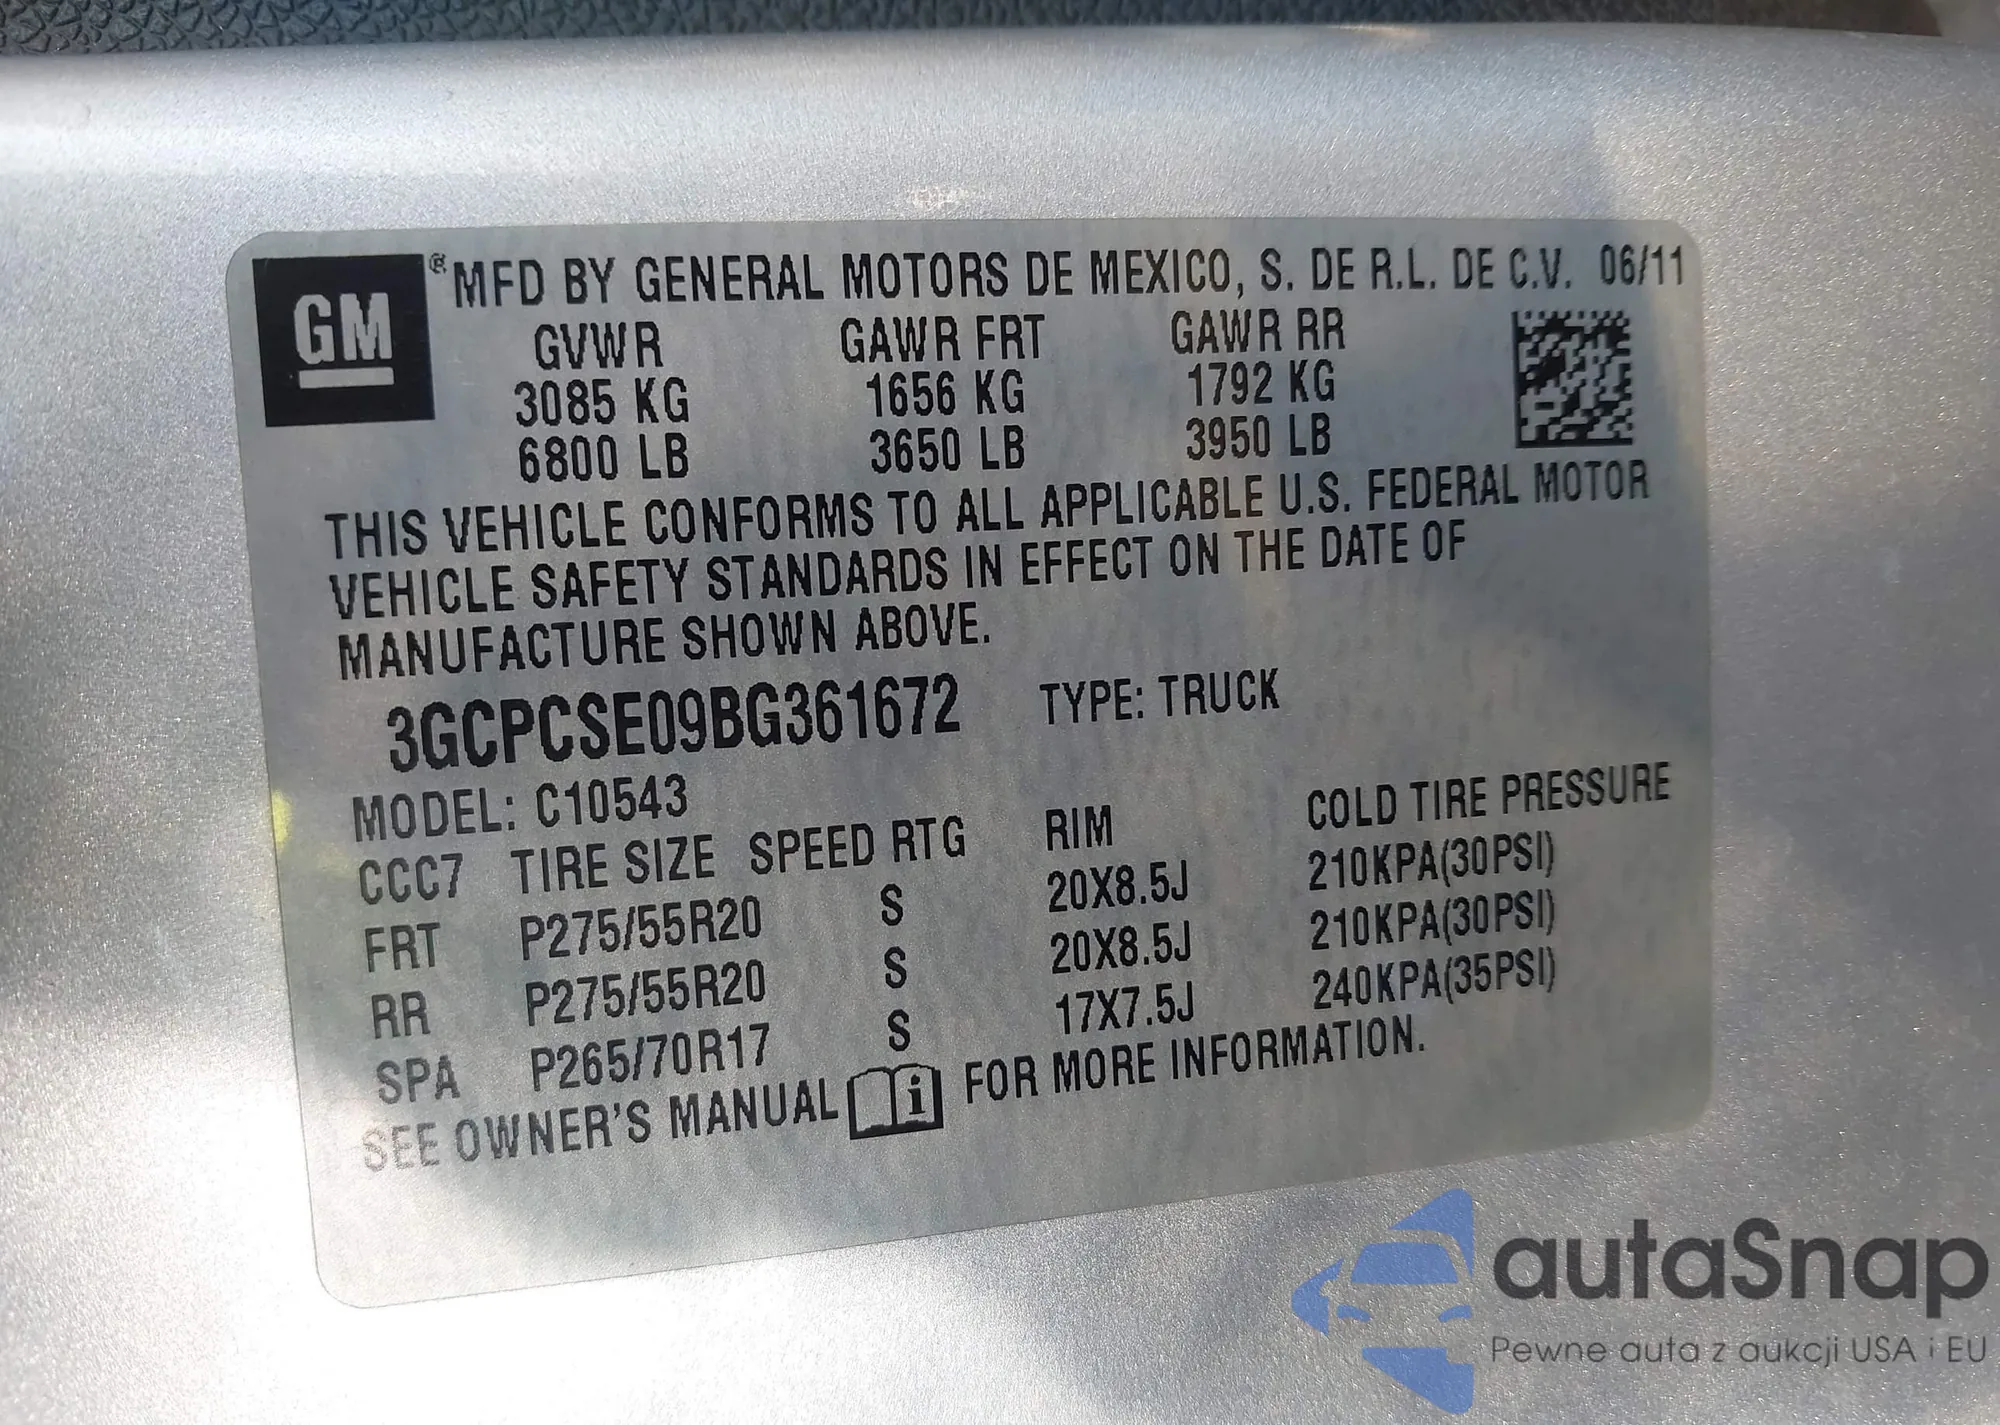 GM ® MFD BY GENERAL MOTORS DE MEXICO, S. DE R.L. DE C.V. 06/11
GVWR GAWR FRT GAWR RR
3085 KG 1656 KG 1792 KG
6800 LB 3650 LB 3950 LB
THIS VEHICLE CONFORMS TO ALL APPLICABLE U.S. FEDERAL MOTOR
VEHICLE SAFETY STANDARDS IN EFFECT ON THE DATE OF
MANUFACTURE SHOWN ABOVE.
3GCPCSE09BG361672 TYPE: TRUCK
MODEL: C10543
CCC7 TIRE SIZE SPEED RTG RIM COLD TIRE PRESSURE
FRT P275/55R20 S 20X8.5J 210KPA(30PSI)
RR P275/55R20 S 20X8.5J 210KPA(30PSI)
SPA P265/70R17 S 17X7.5J 240KPA(35PSI)
SEE OWNER'S MANUAL i FOR MORE INFORMATION.
autaSnap
Pewne auta z aukcji USA i EU